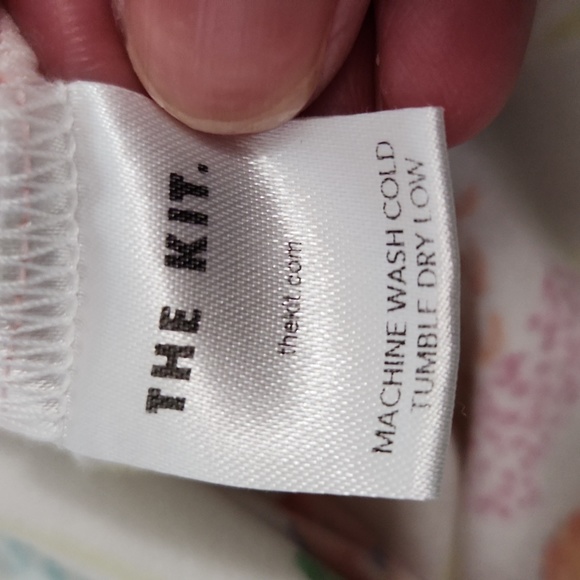 THE KIT.
thekit.com
MACHINE WASH COLD
TUMBLE DRY LOW